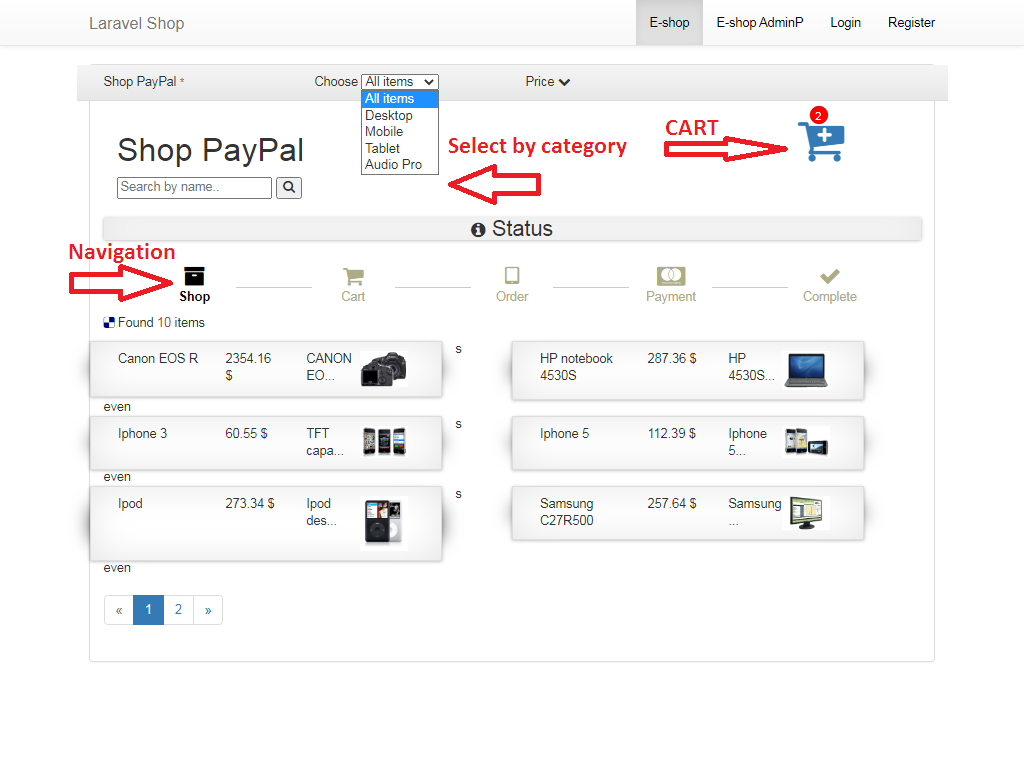 Laravel Shop E-shop E-shop AdminP Login Register
Shop PayPal * Choose All items Price
All items
Desktop
Mobile
Tablet
Audio Pro
Select by category
CART
2
Shop PayPal
Search by name..
Status
Navigation
Shop Cart Order Payment Complete
Found 10 items
Canon EOS R 2354.16 $ CANON EO... s
HP notebook 4530S 287.36 $ HP 4530S...
even
Iphone 3 60.55 $ TFT capa... s
Iphone 5 112.39 $ Iphone 5...
even
Ipod 273.34 $ Ipod des... s
Samsung C27R500 257.64 $ Samsung ...
even
« 1 2 »